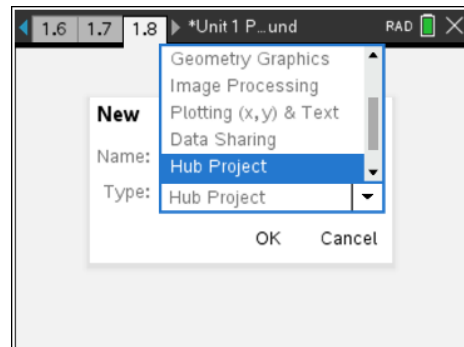 1.6 1.7 1.8 *Unit 1 P...und RAD
Geometry Graphics
Image Processing
New
Plotting (x,y) & Text
Data Sharing
Name:
Hub Project
Type: Hub Project
OK Cancel